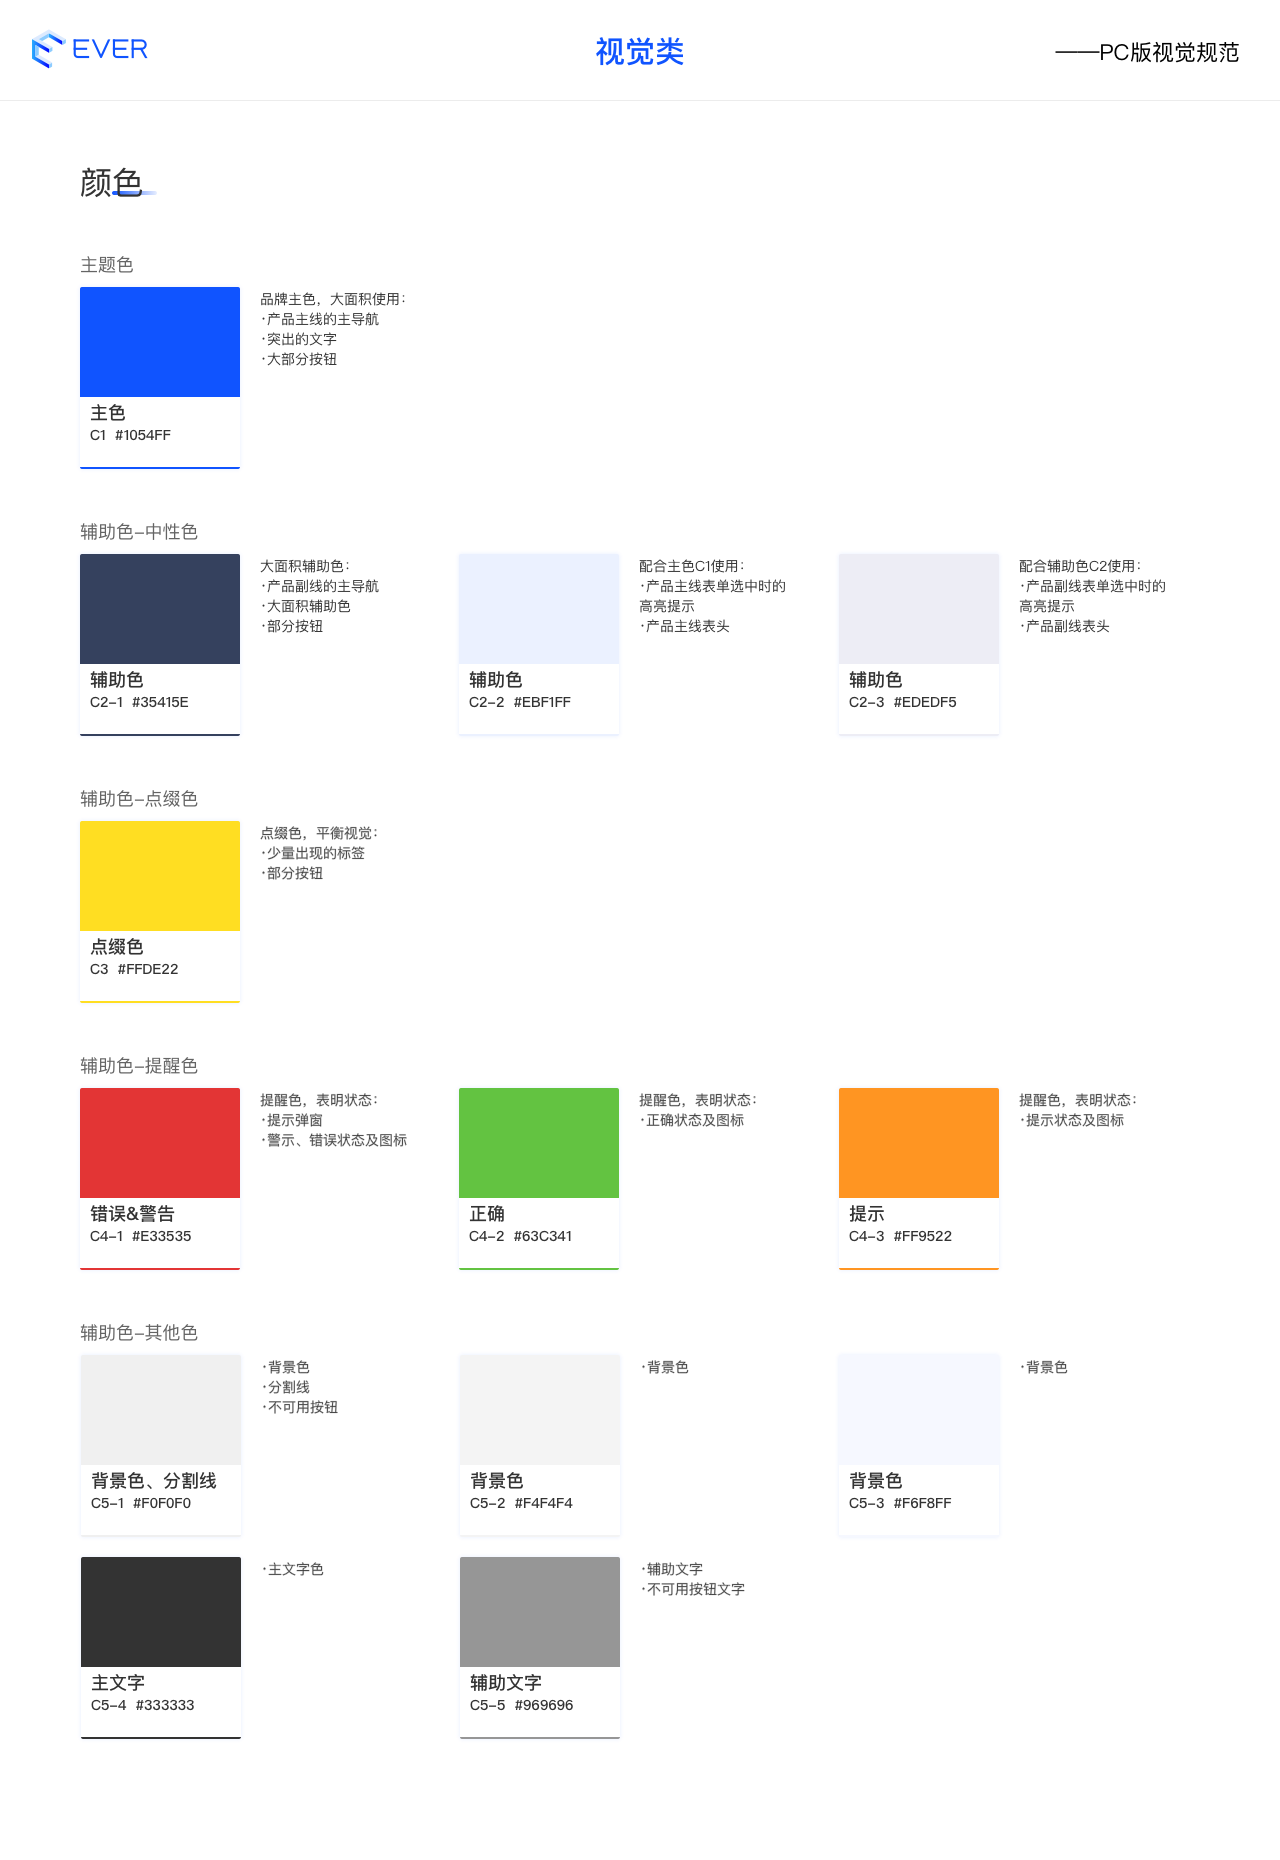 EVER
视觉类
——PC版视觉规范
颜色
主题色
品牌主色，大面积使用：
·产品主线的主导航
·突出的文字
·大部分按钮
主色
C1 #1054FF
辅助色-中性色
大面积辅助色：
·产品副线的主导航
·大面积辅助色
·部分按钮
辅助色
C2-1 #35415E
配合主色C1使用：
·产品主线表单选中时的
高亮提示
·产品主线表头
辅助色
C2-2 #EBF1FF
配合辅助色C2使用：
·产品副线表单选中时的
高亮提示
·产品副线表头
辅助色
C2-3 #EDEDF5
辅助色-点缀色
点缀色，平衡视觉：
·少量出现的标签
·部分按钮
点缀色
C3 #FFDE22
辅助色-提醒色
提醒色，表明状态：
·提示弹窗
·警示、错误状态及图标
错误&警告
C4-1 #E33535
提醒色，表明状态：
·正确状态及图标
正确
C4-2 #63C341
提醒色，表明状态：
·提示状态及图标
提示
C4-3 #FF9522
辅助色-其他色
·背景色
·分割线
·不可用按钮
背景色、分割线
C5-1 #F0F0F0
·背景色
背景色
C5-2 #F4F4F4
·背景色
背景色
C5-3 #F6F8FF
·主文字色
主文字
C5-4 #333333
·辅助文字
·不可用按钮文字
辅助文字
C5-5 #969696